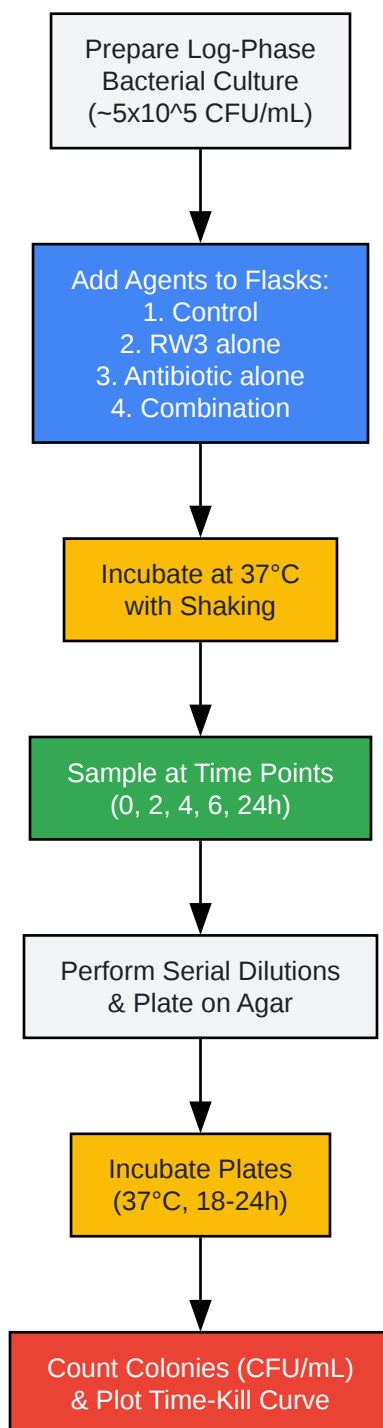 Prepare Log-Phase
Bacterial Culture
(~5x10^5 CFU/mL)
Add Agents to Flasks:
1. Control
2. RW3 alone
3. Antibiotic alone
4. Combination
Incubate at 37°C
with Shaking
Sample at Time Points
(0, 2, 4, 6, 24h)
Perform Serial Dilutions
& Plate on Agar
Incubate Plates
(37°C, 18-24h)
Count Colonies (CFU/mL)
& Plot Time-Kill Curve